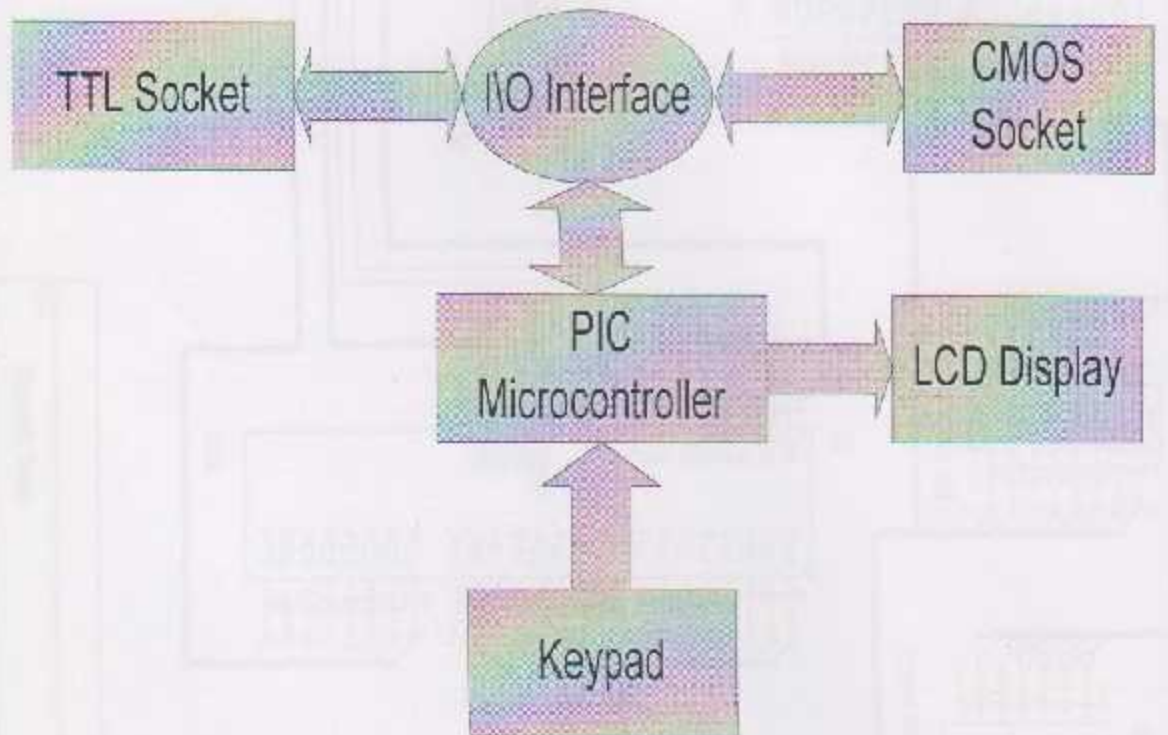 TTL Socket
I\O Interface
CMOS
Socket
PIC
Microcontroller
LCD Display
Keypad